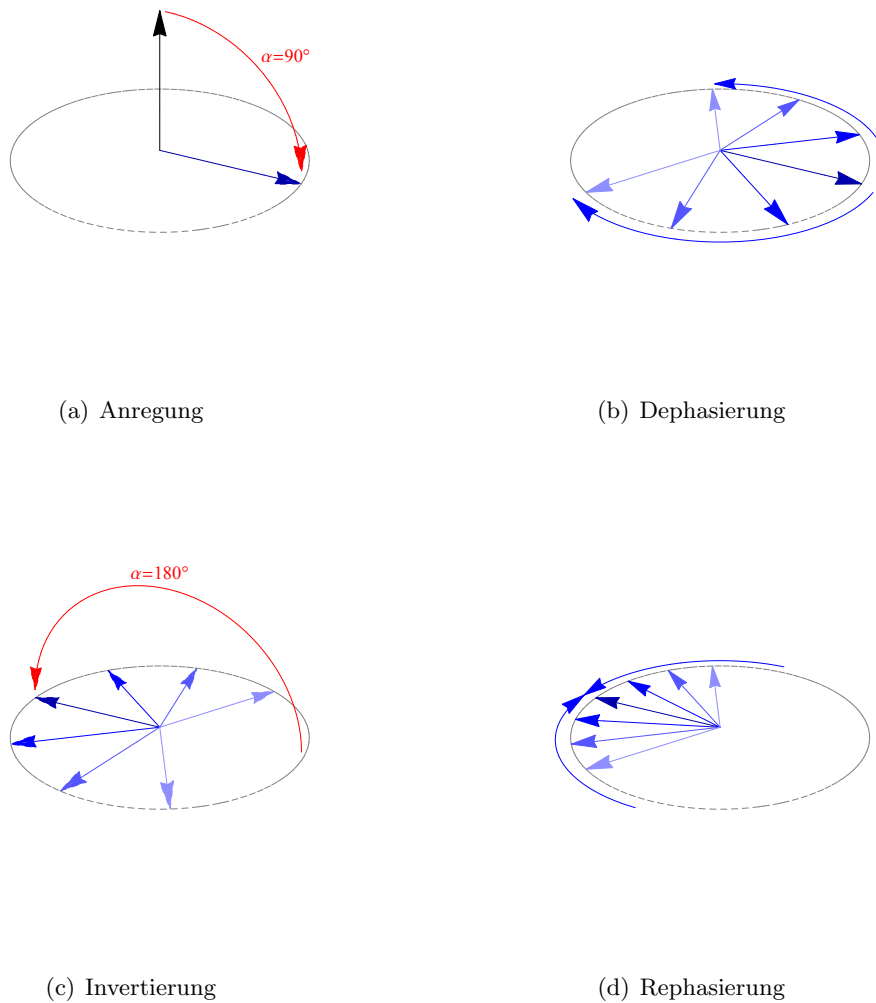 α=90°
(a) Anregung
(b) Dephasierung
α=180°
(c) Invertierung
(d) Rephasierung